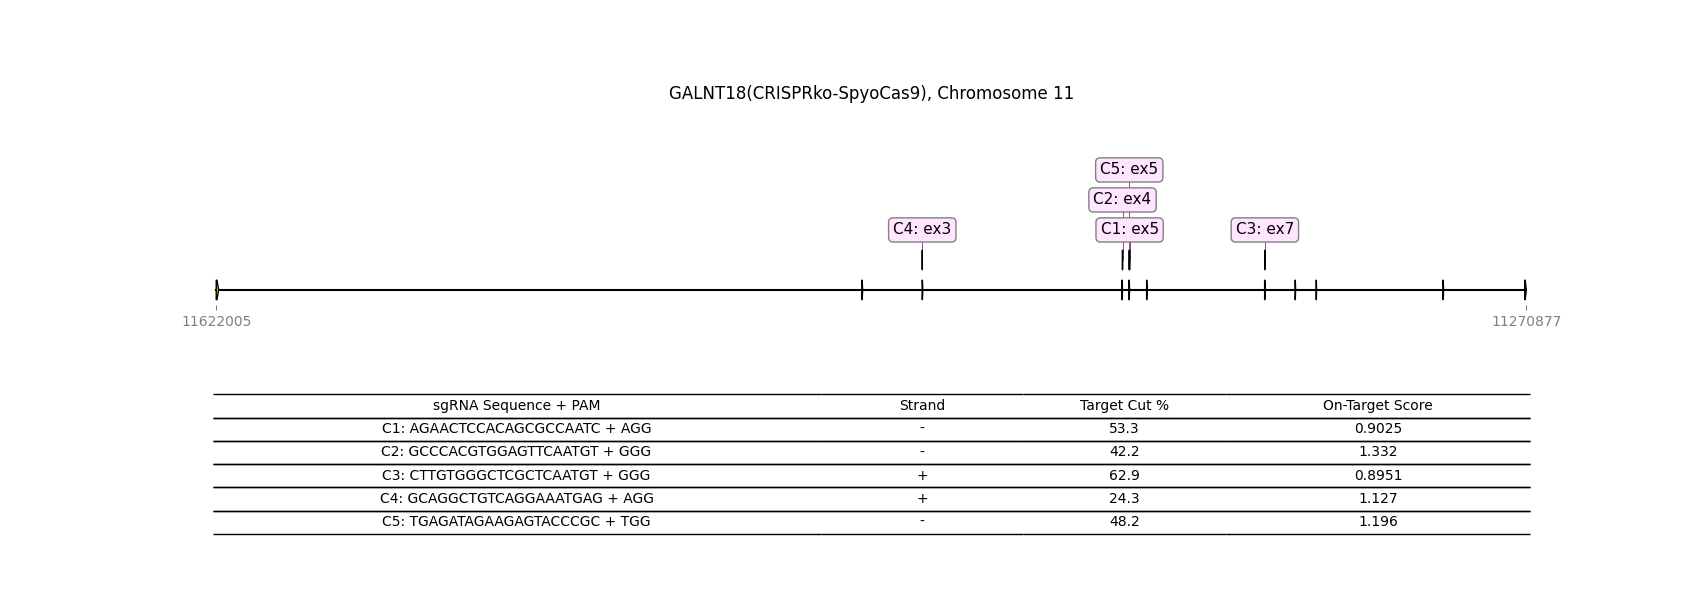 GALNT18(CRISPRko-SpyoCas9), Chromosome 11
C5: ex5
C2: ex4
C4: ex3 C1: ex5 C3: ex7
11622005 11270877
sgRNA Sequence + PAM Strand Target Cut % On-Target Score
C1: AGAACTCCACAGCGCCAATC + AGG - 53.3 0.9025
C2: GCCCACGTGGAGTTCAATGT + GGG - 42.2 1.332
C3: CTTGTGGGCTCGCTCAATGT + GGG + 62.9 0.8951
C4: GCAGGCTGTCAGGAAATGAG + AGG + 24.3 1.127
C5: TGAGATAGAAGAGTACCCGC + TGG - 48.2 1.196